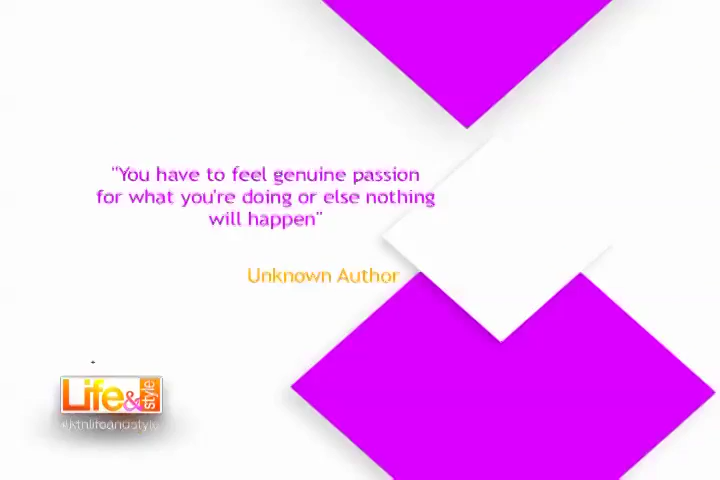 "You have to feel genuine passion
for what you're doing or else nothing
will happen"
Unknown Author
Life&style